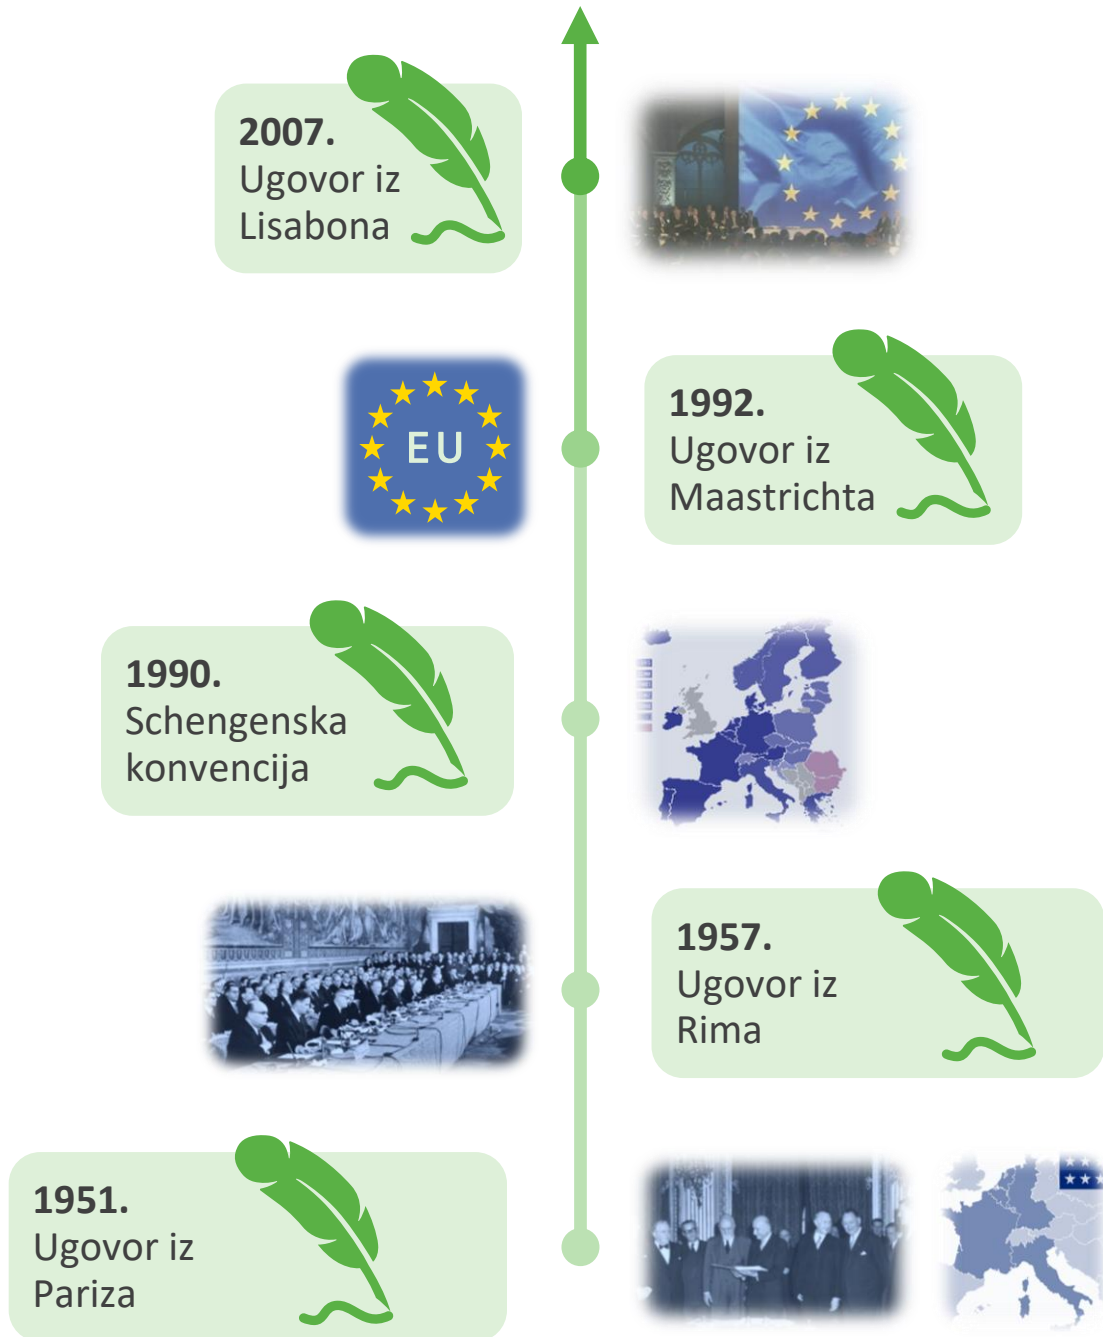 2007.
Ugovor iz
Lisabona
EU
1992.
Ugovor iz
Maastrichta
1990.
Schengenska
konvencija
1957.
Ugovor iz
Rima
1951.
Ugovor iz
Pariza